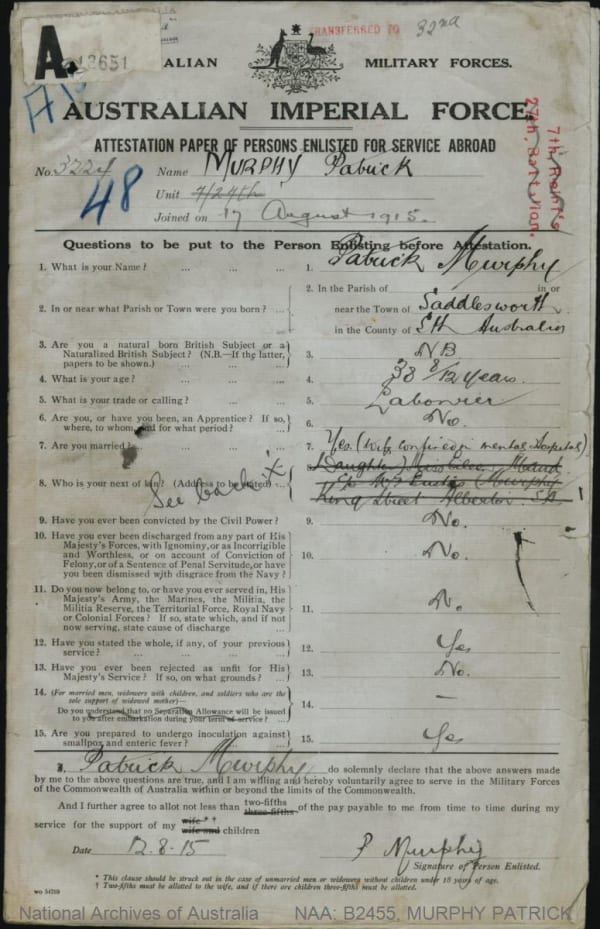 TRANSFERRED TO 32nd
A.
ALIAN MILITARY FORCES.
AUSTRALIAN IMPERIAL FORCE.
ATTESTATION PAPER OF PERSONS ENLISTED FOR SERVICE ABROAD
7th Reinf's
27th. Battalion.
No. 3224 Name MURPHY Patrick
48
Unit 7/27th
Joined on 17 August 1915.
Questions to be put to the Person Enlisting before Attestation.
1. What is your Name? ... ... ... 1. Patrick Murphy
2. In or near what Parish or Town were you born? ... 2. In the Parish of in or
near the Town of Saddlesworth
in the County of Sth Australia
3. Are you a natural born British Subject or a
Naturalized British Subject? (N.B.—If the latter,
papers to be shown.) ... ... 3. NB
4. What is your age? ... ... ... 4. 38 8/12 years.
5. What is your trade or calling? ... ... 5. Labourer
6. Are you, or have you been, an Apprentice? If so,
where, to whom, and for what period? ... 6. No.
7. Are you married? ... ... 7. Yes (Wife confined in mental Hospital)
8. Who is your next of kin? (Address to be stated) ... 8. (Daughter) Miss Maud
Murphy
King Street Alberton S.A.
See back
9. Have you ever been convicted by the Civil Power? 9. No.
10. Have you ever been discharged from any part of His
Majesty's Forces, with Ignominy, or as Incorrigible
and Worthless, or on account of Conviction of
Felony, or of a Sentence of Penal Servitude, or have
you been dismissed with disgrace from the Navy? 10. No.
11. Do you now belong to, or have you ever served in, His
Majesty's Army, the Marines, the Militia, the
Militia Reserve, the Territorial Force, Royal Navy
or Colonial Forces? If so, state which, and if not
now serving, state cause of discharge ... 11. No.
12. Have you stated the whole, if any, of your previous
service? ... ... ... 12. Yes
13. Have you ever been rejected as unfit for His
Majesty's Service? If so, on what grounds? ... 13. No.
14. (For married men, widowers with children, and soldiers who are the
sole support of widowed mother)—
Do you understand that no Separation Allowance will be issued
to you after embarkation during your term of service? ... 14. —
15. Are you prepared to undergo inoculation against
smallpox and enteric fever? ... ... 15. Yes
I, Patrick Murphy do solemnly declare that the above answers made
by me to the above questions are true, and I am willing and hereby voluntarily agree to serve in the Military Forces
of the Commonwealth of Australia within or beyond the limits of the Commonwealth.
And I further agree to allot not less than two-fifths three-fifths of the pay payable to me from time to time during my
service for the support of my wife *† wife and children
Date 12.8.15 P Murphy
Signature of Person Enlisted.
* This clause should be struck out in the case of unmarried men or widowers without children under 18 years of age.
† Two-fifths must be allotted to the wife, and if there are children three-fifths must be allotted.
National Archives of Australia NAA: B2455, MURPHY PATRICK